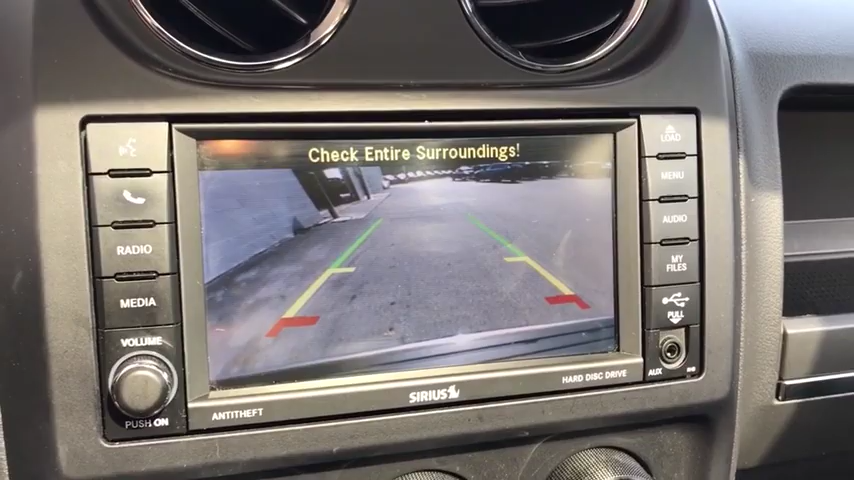 Check Entire Surroundings!
RADIO
MEDIA
VOLUME
PUSH ON
LOAD
MENU
AUDIO
MY
FILES
PULL
AUX
ANTITHEFT
SIRIUS
HARD DISC DRIVE